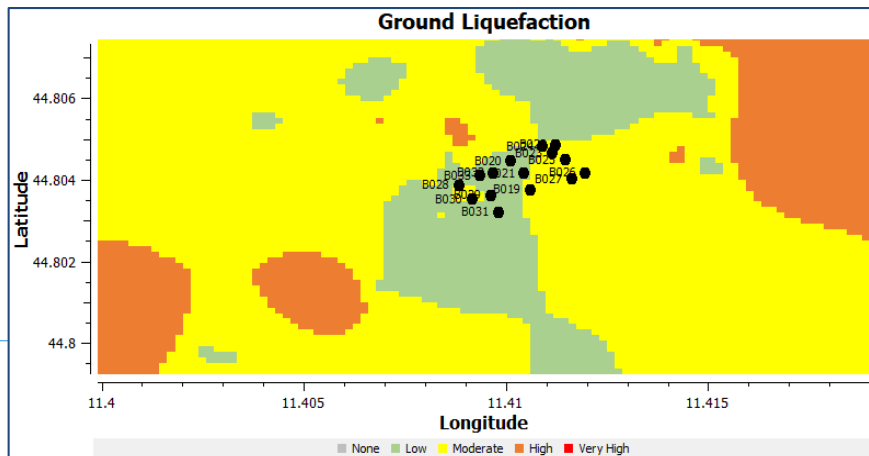 Ground Liquefaction
44.806
44.804
44.802
44.8
Latitude
B020
B023
B025
B026
B027
B021
B019
B028
B030
B031
11.4
11.405
11.41
11.415
Longitude
None Low Moderate High Very High